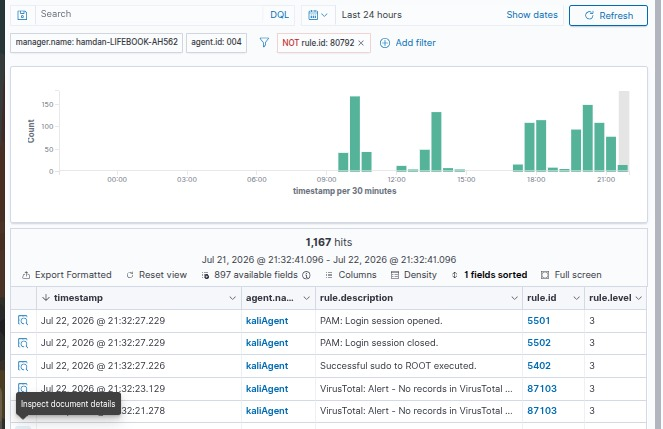 Search DQL Last 24 hours Show dates Refresh
manager.name: hamdan-LIFEBOOK-AH562 agent.id: 004 NOT rule.id: 80792 × Add filter
150
100
50
0
Count
00:00 03:00 06:00 09:00 12:00 15:00 18:00 21:00
timestamp per 30 minutes
1,167 hits
Jul 21, 2026 @ 21:32:41.096 - Jul 22, 2026 @ 21:32:41.096
Export Formatted Reset view 897 available fields Columns Density 1 fields sorted Full screen
timestamp agent.na... rule.description rule.id rule.level
Jul 22, 2026 @ 21:32:27.229 kaliAgent PAM: Login session opened. 5501 3
Jul 22, 2026 @ 21:32:27.229 kaliAgent PAM: Login session closed. 5502 3
Jul 22, 2026 @ 21:32:27.226 kaliAgent Successful sudo to ROOT executed. 5402 3
Jul 22, 2026 @ 21:32:23.129 kaliAgent VirusTotal: Alert - No records in VirusTotal ... 87103 3
Inspect document details
2026 @ 21:32:21.278 kaliAgent VirusTotal: Alert - No records in VirusTotal ... 87103 3